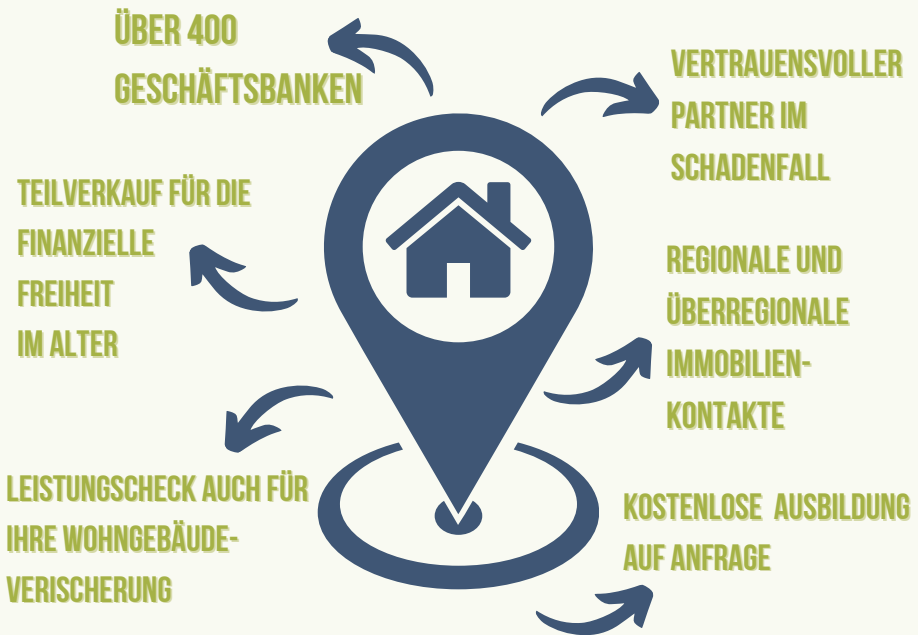 ÜBER 400
GESCHÄFTSBANKEN
VERTRAUENSVOLLER
PARTNER IM
SCHADENFALL
TEILVERKAUF FÜR DIE
FINANZIELLE
FREIHEIT
IM ALTER
REGIONALE UND
ÜBERREGIONALE
IMMOBILIEN-
KONTAKTE
LEISTUNGSCHECK AUCH FÜR
IHRE WOHNGEBÄUDE-
VERISCHERUNG
KOSTENLOSE AUSBILDUNG
AUF ANFRAGE